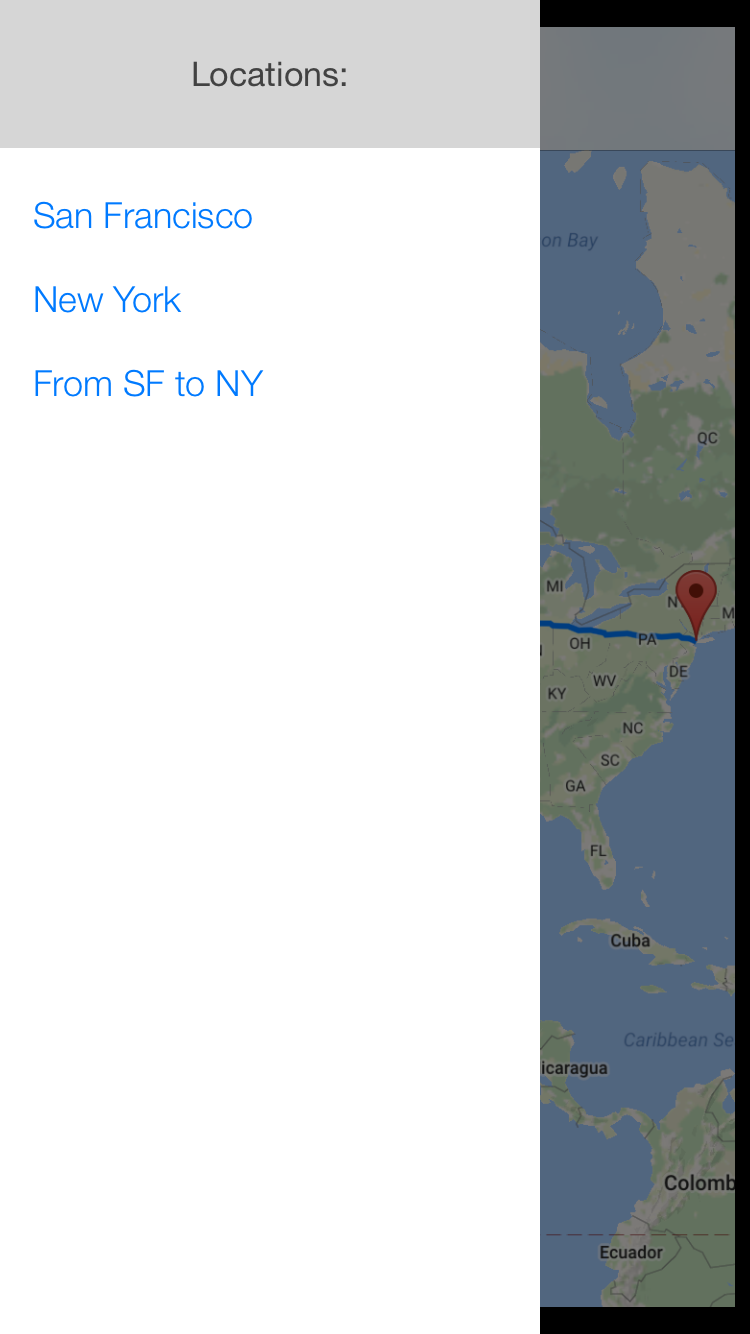 Locations:
San Francisco
New York
From SF to NY
on Bay
QC
MI
N
M
OH
PA
WV
DE
KY
NC
SC
GA
FL
Cuba
Caribbean Se
icaragua
Colomb
Ecuador